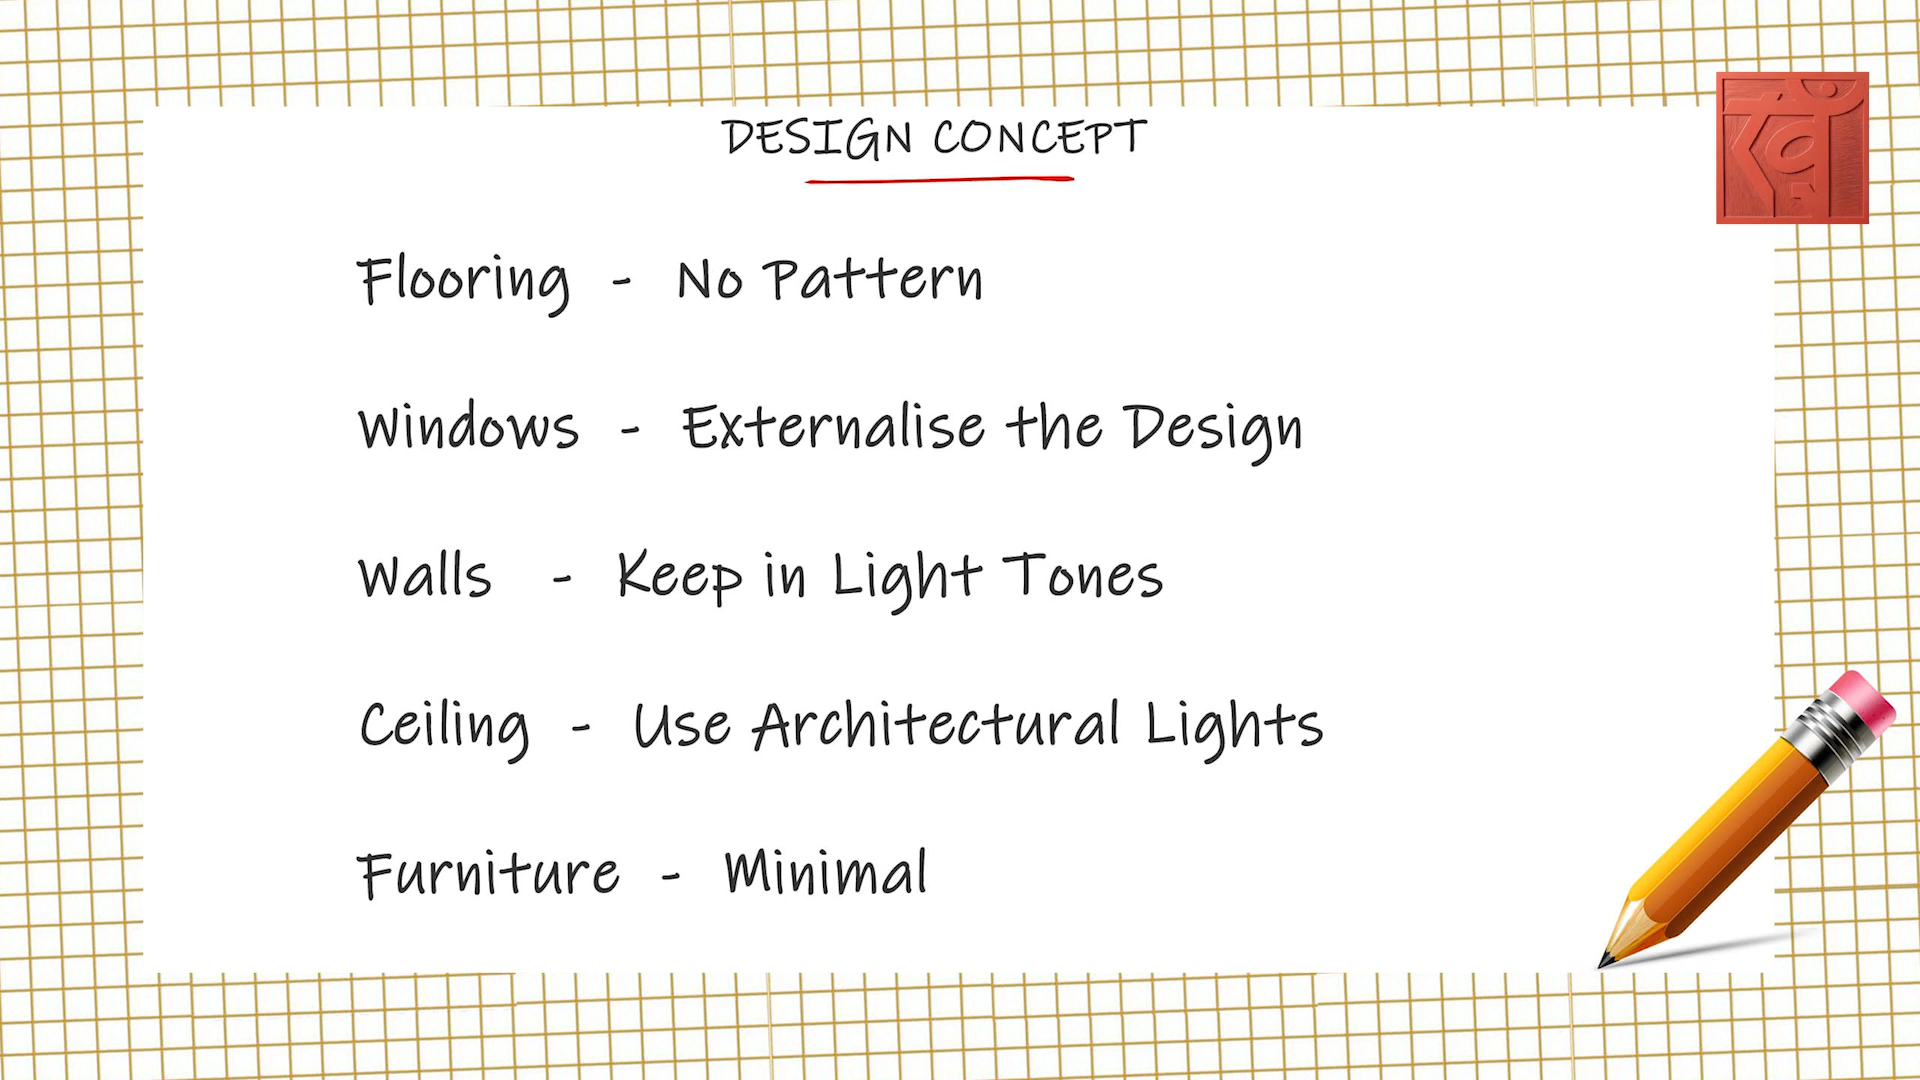 DESIGN CONCEPT
Flooring - No Pattern
Windows - Externalise the Design
Walls - Keep in Light Tones
Ceiling - Use Architectural Lights
Furniture - Minimal